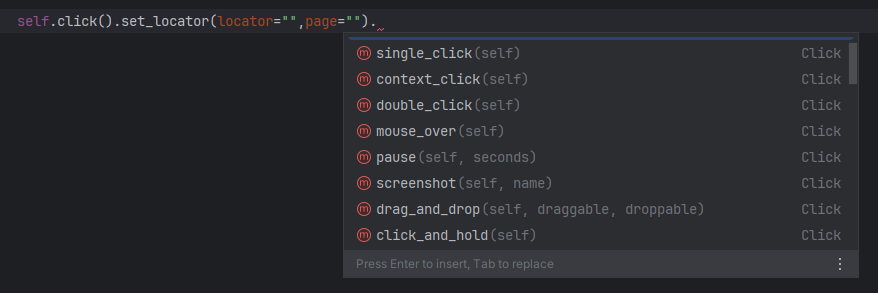 self.click().set_locator(locator="",page="").
single_click(self) Click
context_click(self) Click
double_click(self) Click
mouse_over(self) Click
pause(self, seconds) Click
screenshot(self, name) Click
drag_and_drop(self, draggable, droppable) Click
click_and_hold(self) Click
Press Enter to insert, Tab to replace